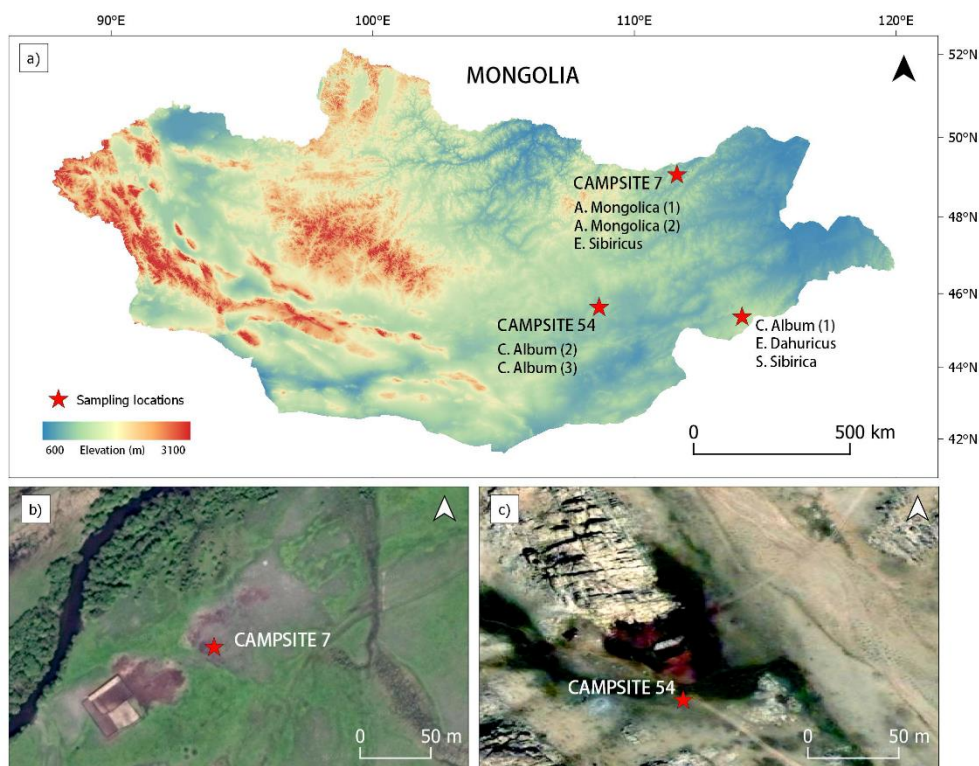 90°E
100°E
110°E
120°E
a)
MONGOLIA
52°N
50°N
48°N
46°N
44°N
42°N
CAMPSITE 7
A. Mongolica (1)
A. Mongolica (2)
E. Sibiricus
CAMPSITE 54
C. Album (2)
C. Album (3)
C. Album (1)
E. Dahuricus
S. Sibirica
Sampling locations
600 Elevation (m) 3100
0 500 km
b)
CAMPSITE 7
0 50 m
c)
CAMPSITE 54
0 50 m